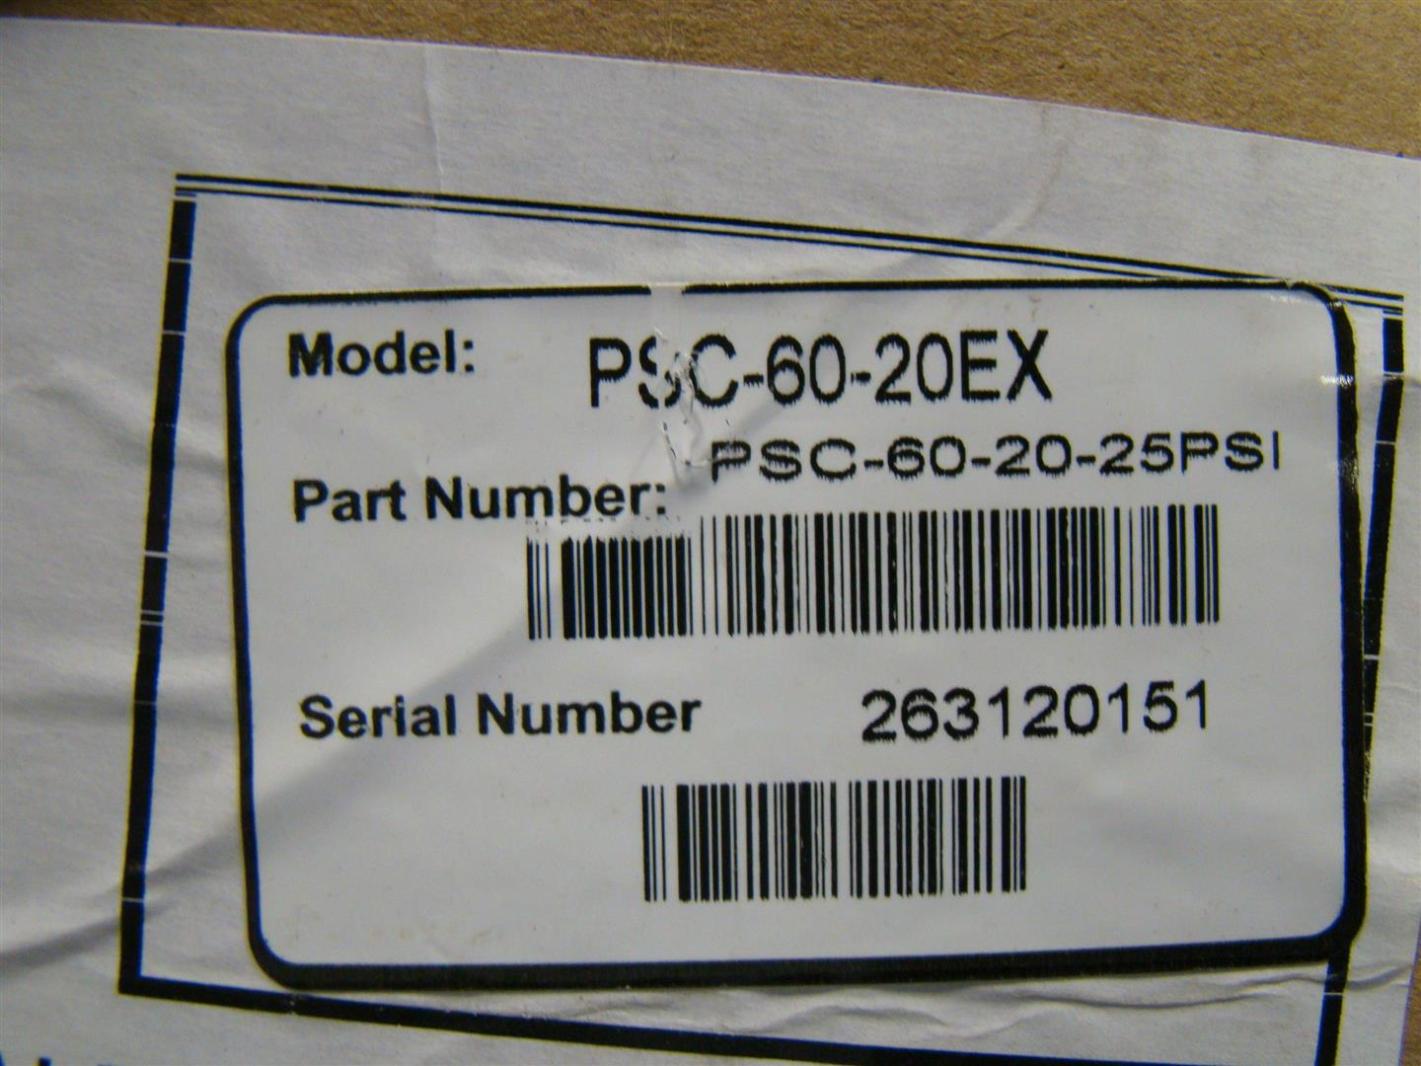 Model: PSC-60-20EX
PSC-60-20-25PSI
Part Number:
Serial Number 263120151